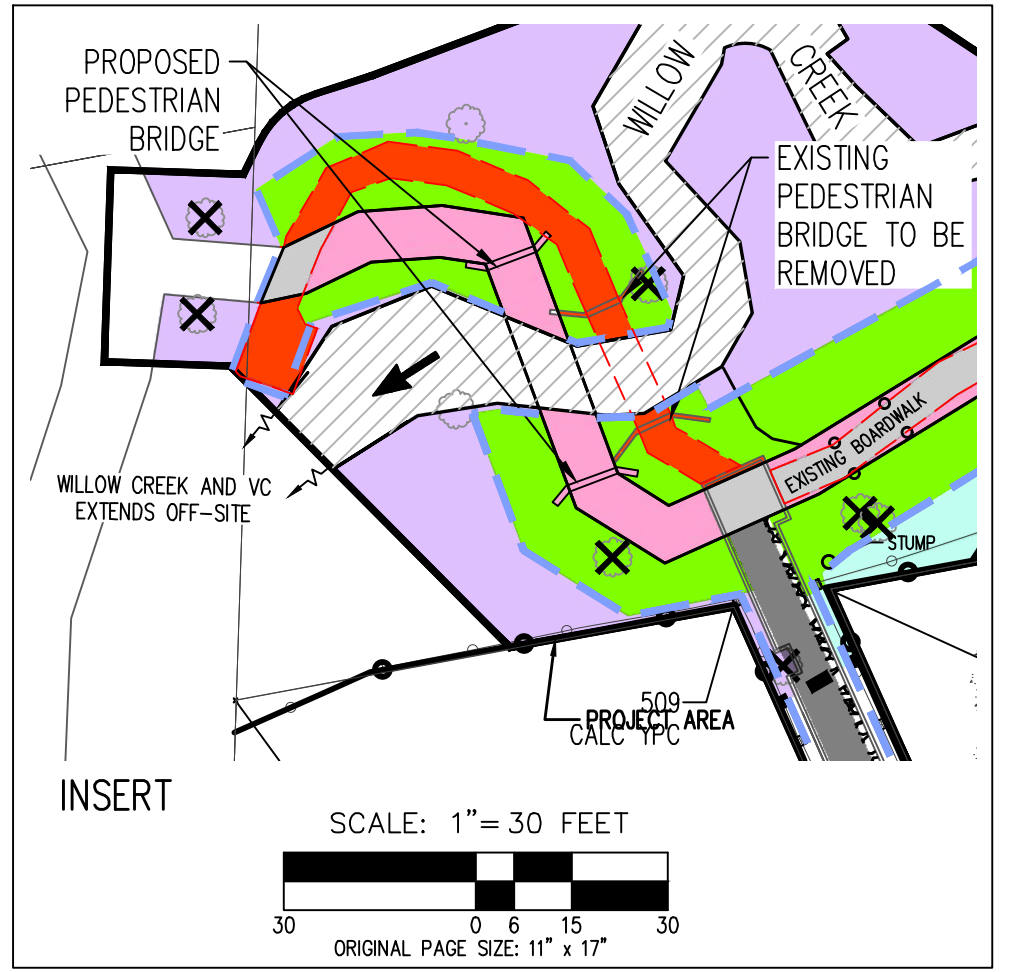 PROPOSED
PEDESTRIAN
BRIDGE
WILLOW
CREEK
EXISTING
PEDESTRIAN
BRIDGE TO BE
REMOVED
EXISTING BOARDWALK
WILLOW CREEK AND VC
EXTENDS OFF-SITE
STUMP
509
PROJECT AREA
CALC YPC
INSERT
SCALE: 1"= 30 FEET
30 0 6 15 30
ORIGINAL PAGE SIZE: 11" x 17"